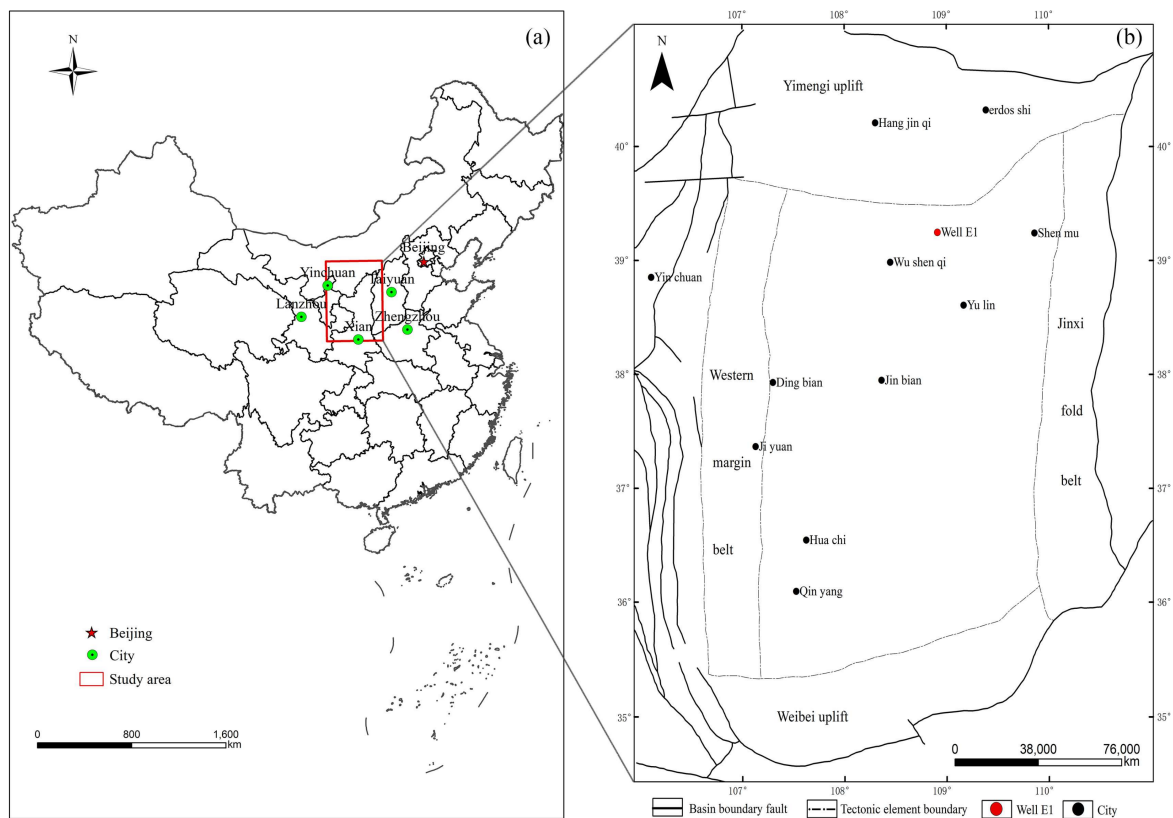 (a)
N
Beijing
Yinchuan
Taiyuan
Lanzhou
Xian
Zhengzhou
Beijing
City
Study area
0 800 1,600
km
(b)
107° 108° 109° 110°
N
Yimengi uplift
erdos shi
Hang jin qi
40° 40°
Well E1
Shen mu
39° Wu shen qi 39°
Yin chuan
Yu lin
Jinxi
38° Western Jin bian 38°
Ding bian
fold
Ji yuan
margin
belt
37° 37°
Hua chi
belt
Qin yang
36° 36°
Weibei uplift
35° 35°
0 38,000 76,000
km
107° 108° 109° 110°
Basin boundary fault Tectonic element boundary Well E1 City